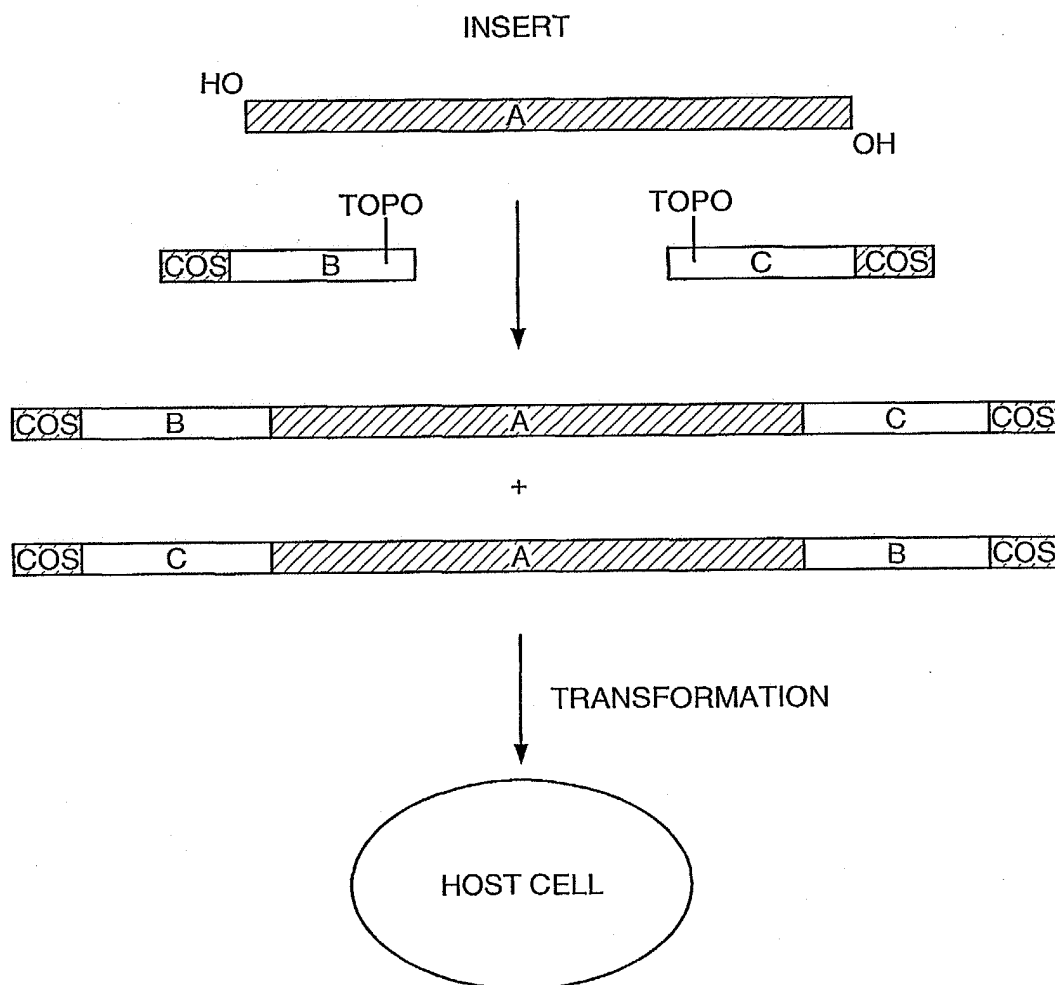 INSERT
HO
A
OH
TOPO TOPO
COS B C COS
COS B A C COS
+
COS C A B COS
TRANSFORMATION
HOST CELL